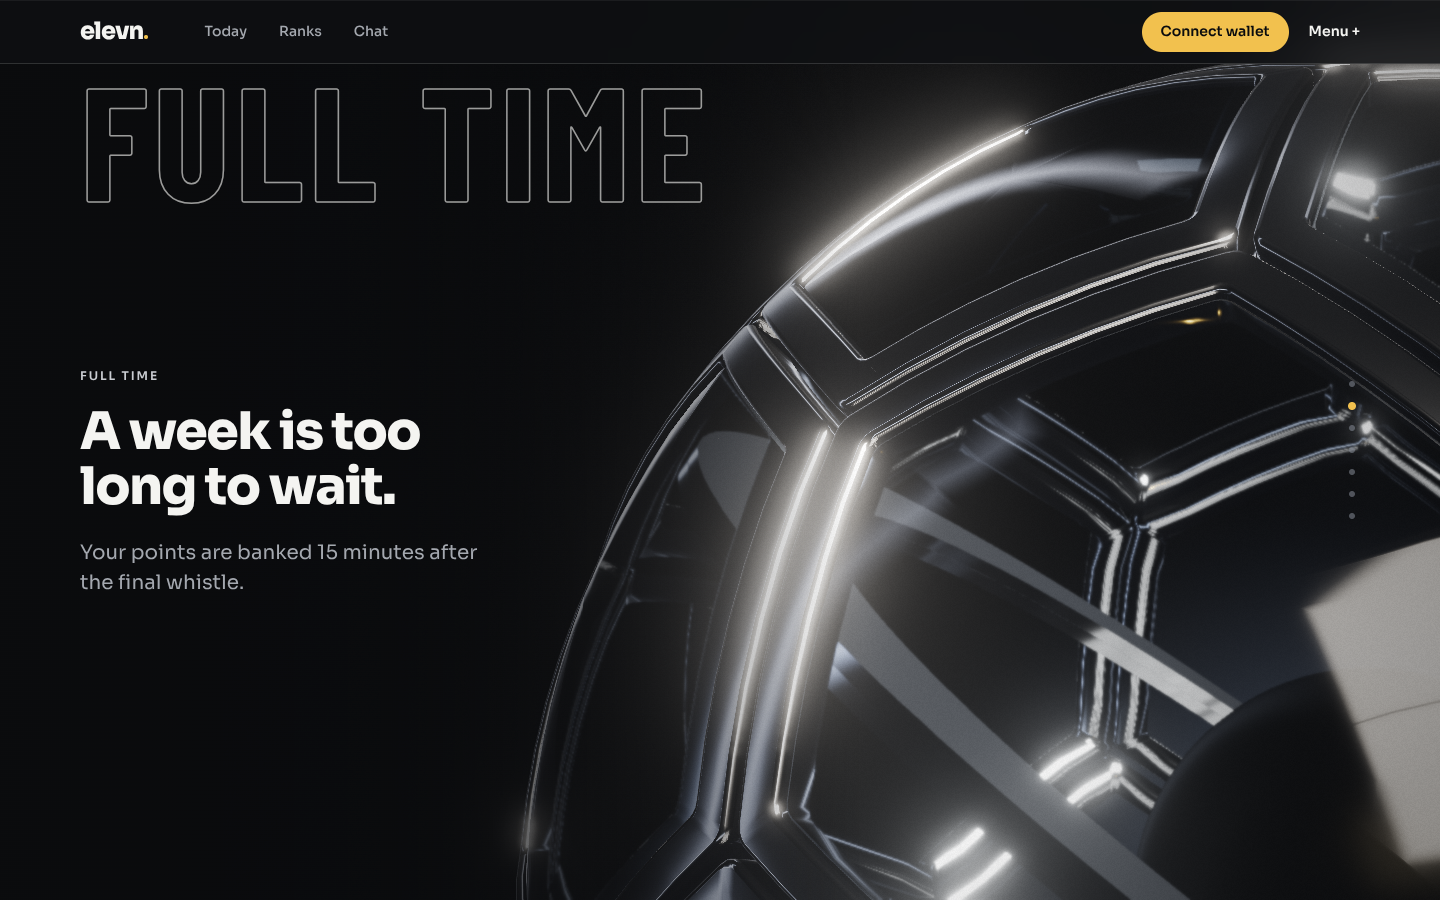 elevn.
Today
Ranks
Chat
Connect wallet
Menu +
FULL TIME
FULL TIME
A week is too
long to wait.
Your points are banked 15 minutes after
the final whistle.